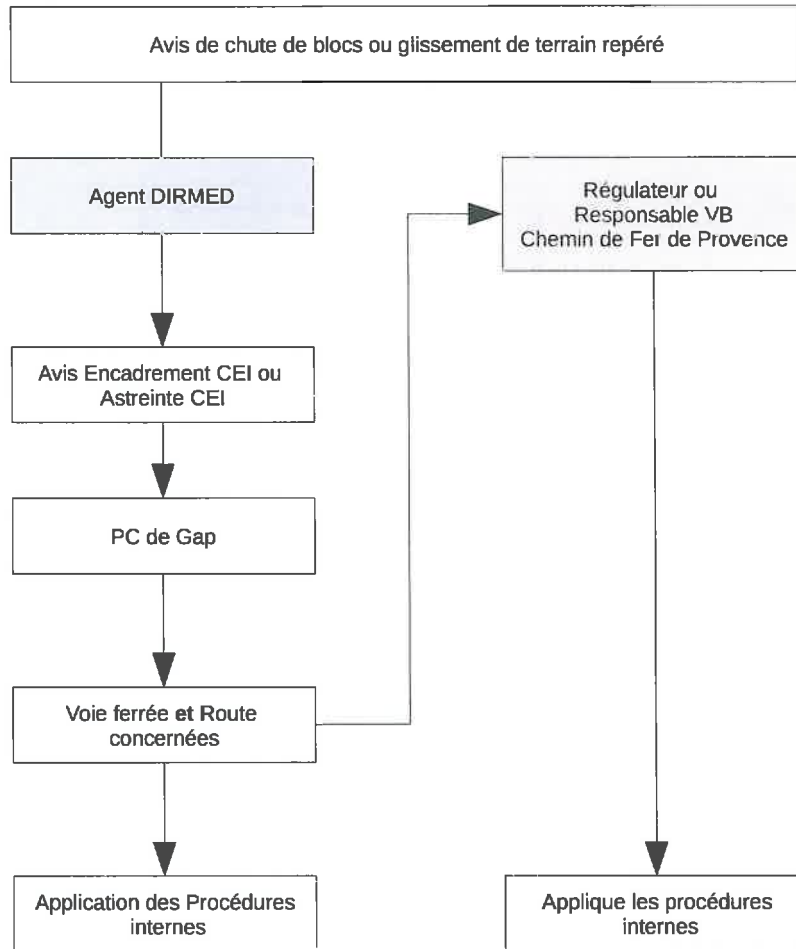 Avis de chute de blocs ou glissement de terrain repéré
Agent DIRMED
Régulateur ou
Responsable VB
Chemin de Fer de Provence
Avis Encadrement CEI ou
Astreinte CEI
PC de Gap
Voie ferrée et Route
concernées
Application des Procédures
internes
Applique les procédures
internes